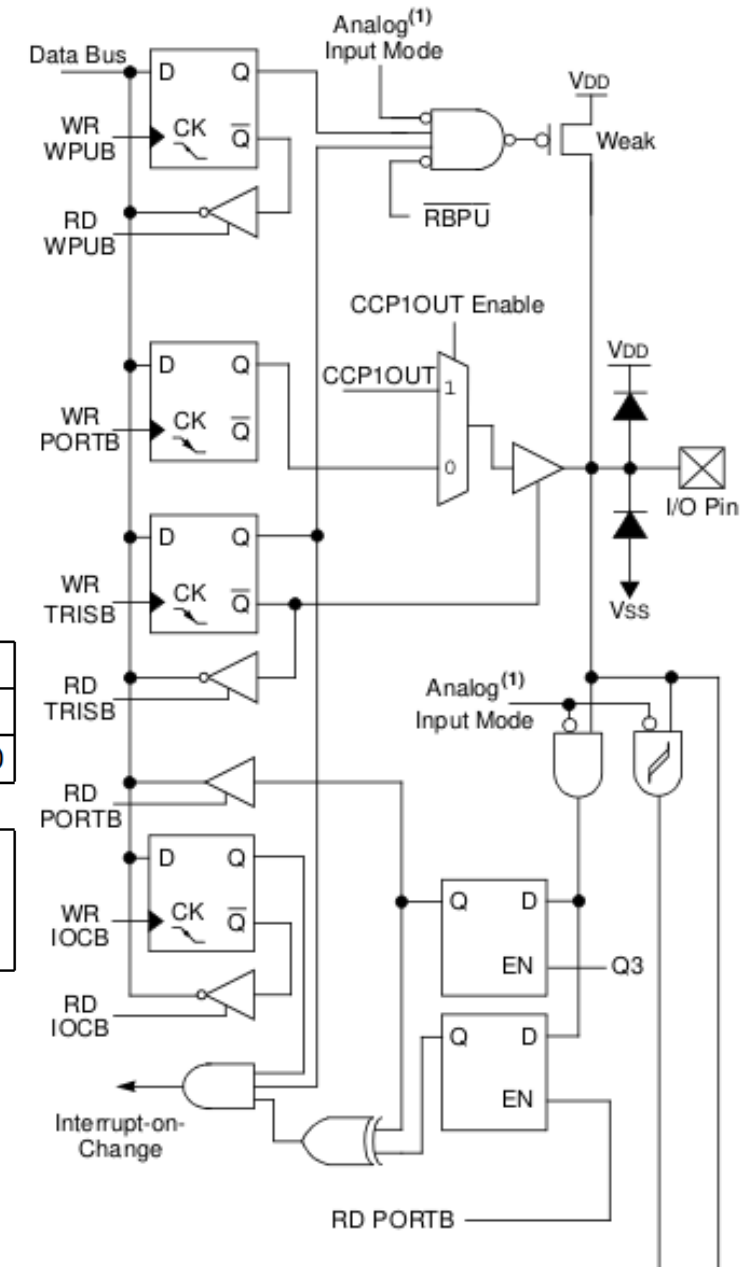 Analog(1)
Input Mode
Data Bus
D Q
VDD
WR
WPUB
CK Q̅
Weak
RD
WPUB
R̅B̅P̅U̅
CCP1OUT Enable
D Q
CCP1OUT
1
VDD
WR
PORTB
CK Q̅
0
I/O Pin
D Q
WR
TRISB
CK Q̅
VSS
RD
TRISB
Analog(1)
Input Mode
RD
PORTB
D Q
Q D
WR
IOCB
CK Q̅
EN Q3
RD
IOCB
Q D
EN
Interrupt-on-
Change
RD PORTB